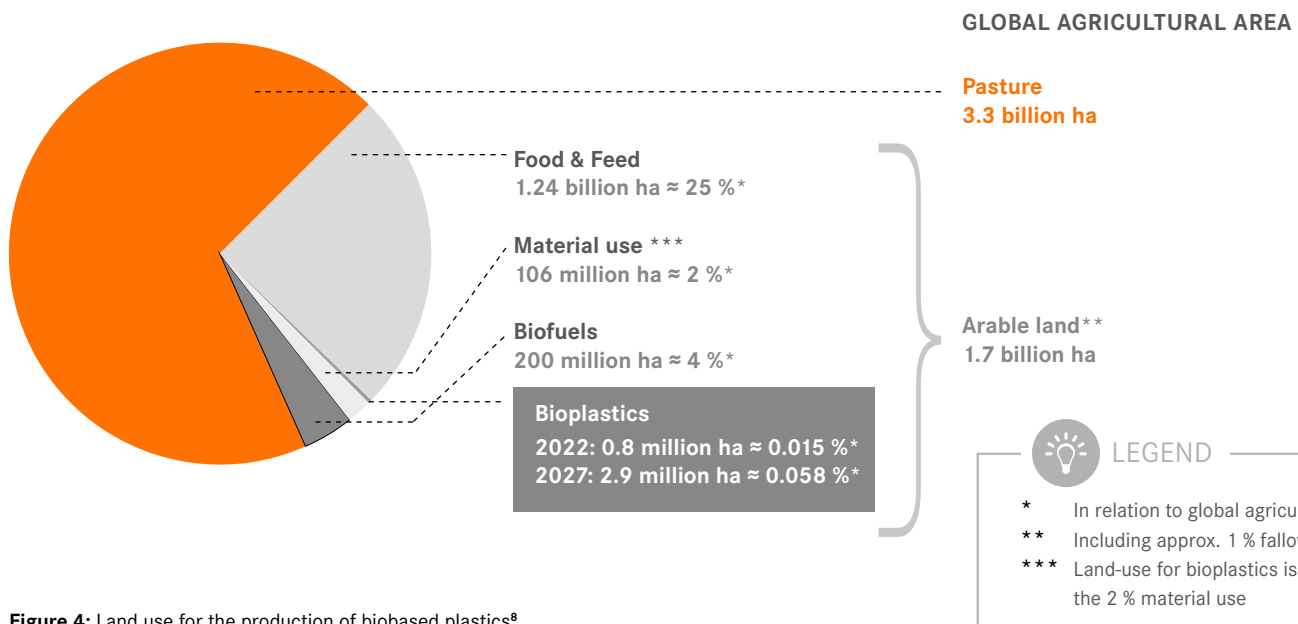 GLOBAL AGRICULTURAL AREA
Pasture
3.3 billion ha
Food & Feed
1.24 billion ha ≈ 25 %*
Material use ***
106 million ha ≈ 2 %*
Biofuels
200 million ha ≈ 4 %*
Bioplastics
2022: 0.8 million ha ≈ 0.015 %*
2027: 2.9 million ha ≈ 0.058 %*
Arable land**
1.7 billion ha
LEGEND
* In relation to global
** Including approx. 1 %
*** Land-use for bioplastics is
the 2 % material use
Figure 4: Land use for the production of biobased plastics⁸